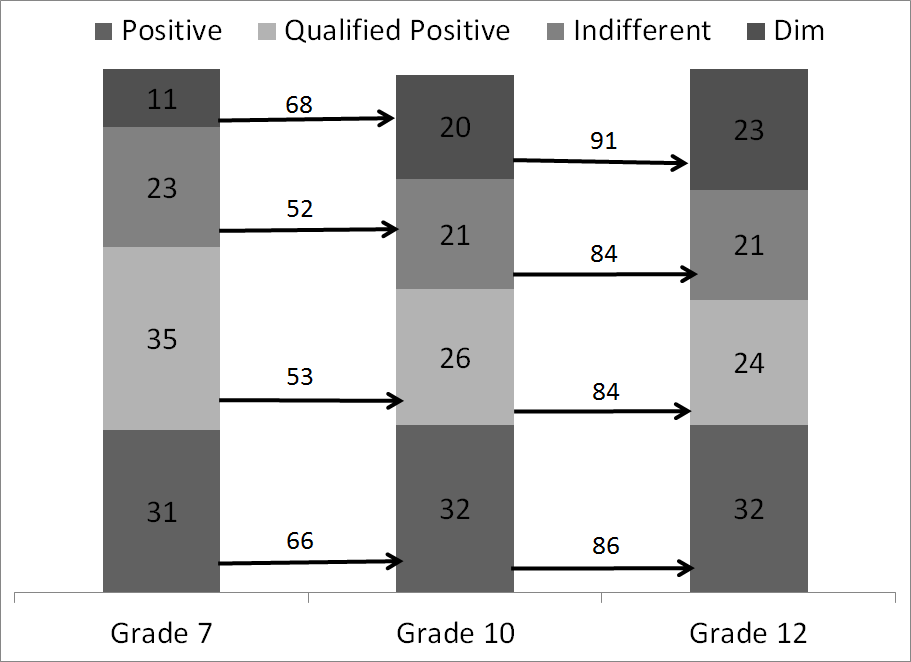 Positive Qualified Positive Indifferent Dim
11 68 20 91 23
23 52 21 84 21
35 53 26 84 24
31 66 32 86 32
Grade 7 Grade 10 Grade 12